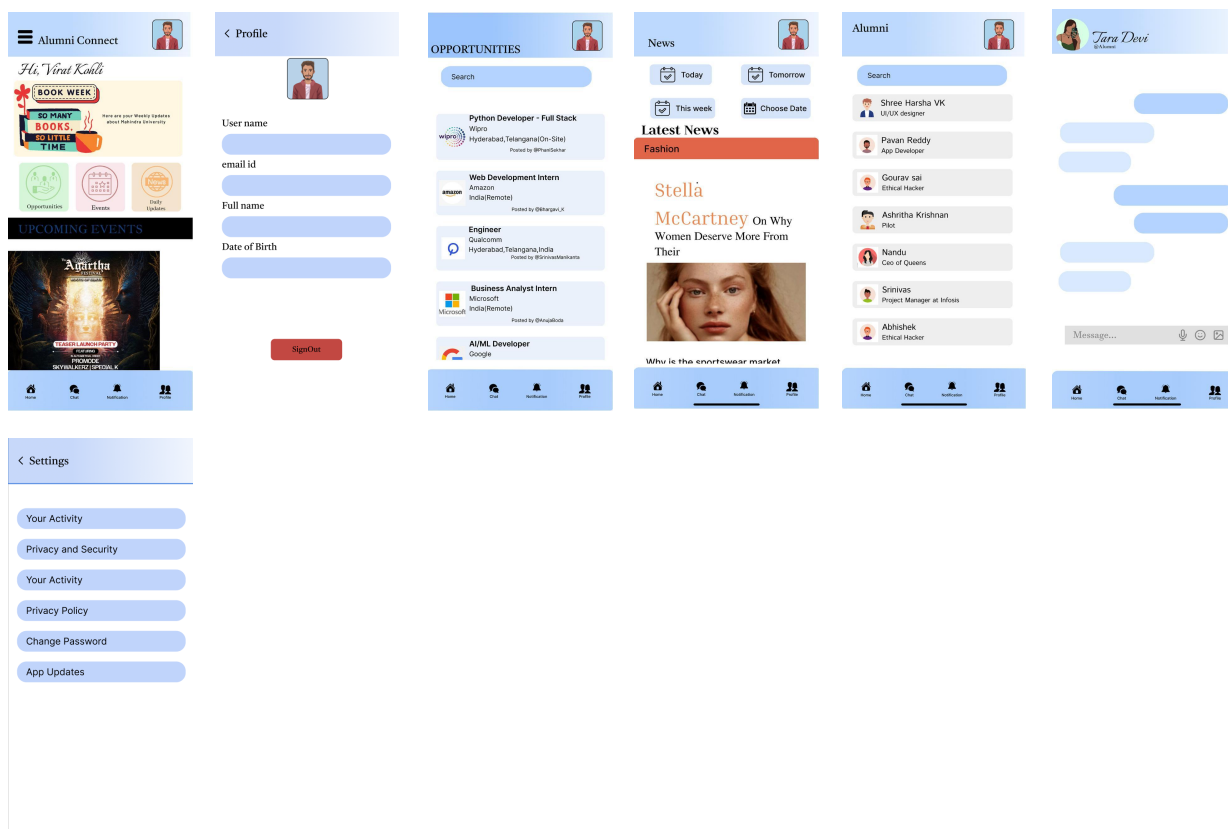 Alumni Connect
Hi, Virat Kohli
BOOK WEEK
SO MANY
BOOKS,
SO LITTLE
TIME
Here are your Weekly Updates
about Mahindra University
Opportunities
Events
News
Daily
Updates
UPCOMING EVENTS
Agartha
FESTIVAL
TEASER LAUNCH PARTY
FEATURING
PROMODE
SKYWALKERZ | SPECIAL K
Home
Chat
Notification
Profile
< Profile
User name
email id
Full name
Date of Birth
SignOut
OPPORTUNITIES
Search
wipro
Python Developer - Full Stack
Wipro
Hyderabad,Telangana(On-Site)
Posted by @PhaniSekhar
amazon
Web Development Intern
Amazon
India(Remote)
Posted by @Bhargavi_K
Engineer
Qualcomm
Hyderabad,Telangana,India
Posted by @SrinivasManikanta
Microsoft
Business Analyst Intern
Microsoft
India(Remote)
Posted by @AnujaBoda
AI/ML Developer
Google
Home
Chat
Notification
Profile
News
Today
Tomorrow
This week
Choose Date
Latest News
Fashion
Stella
McCartney On Why
Women Deserve More From
Their
Why is the sportswear market
Home
Chat
Notification
Profile
Alumni
Search
Shree Harsha VK
UI/UX designer
Pavan Reddy
App Developer
Gourav sai
Ethical Hacker
Ashritha Krishnan
Pilot
Nandu
Ceo of Queens
Srinivas
Project Manager at Infosis
Abhishek
Ethical Hacker
Home
Chat
Notification
Profile
Tara Devi
@Alumni
Message...
Home
Chat
Notification
Profile
< Settings
Your Activity
Privacy and Security
Your Activity
Privacy Policy
Change Password
App Updates